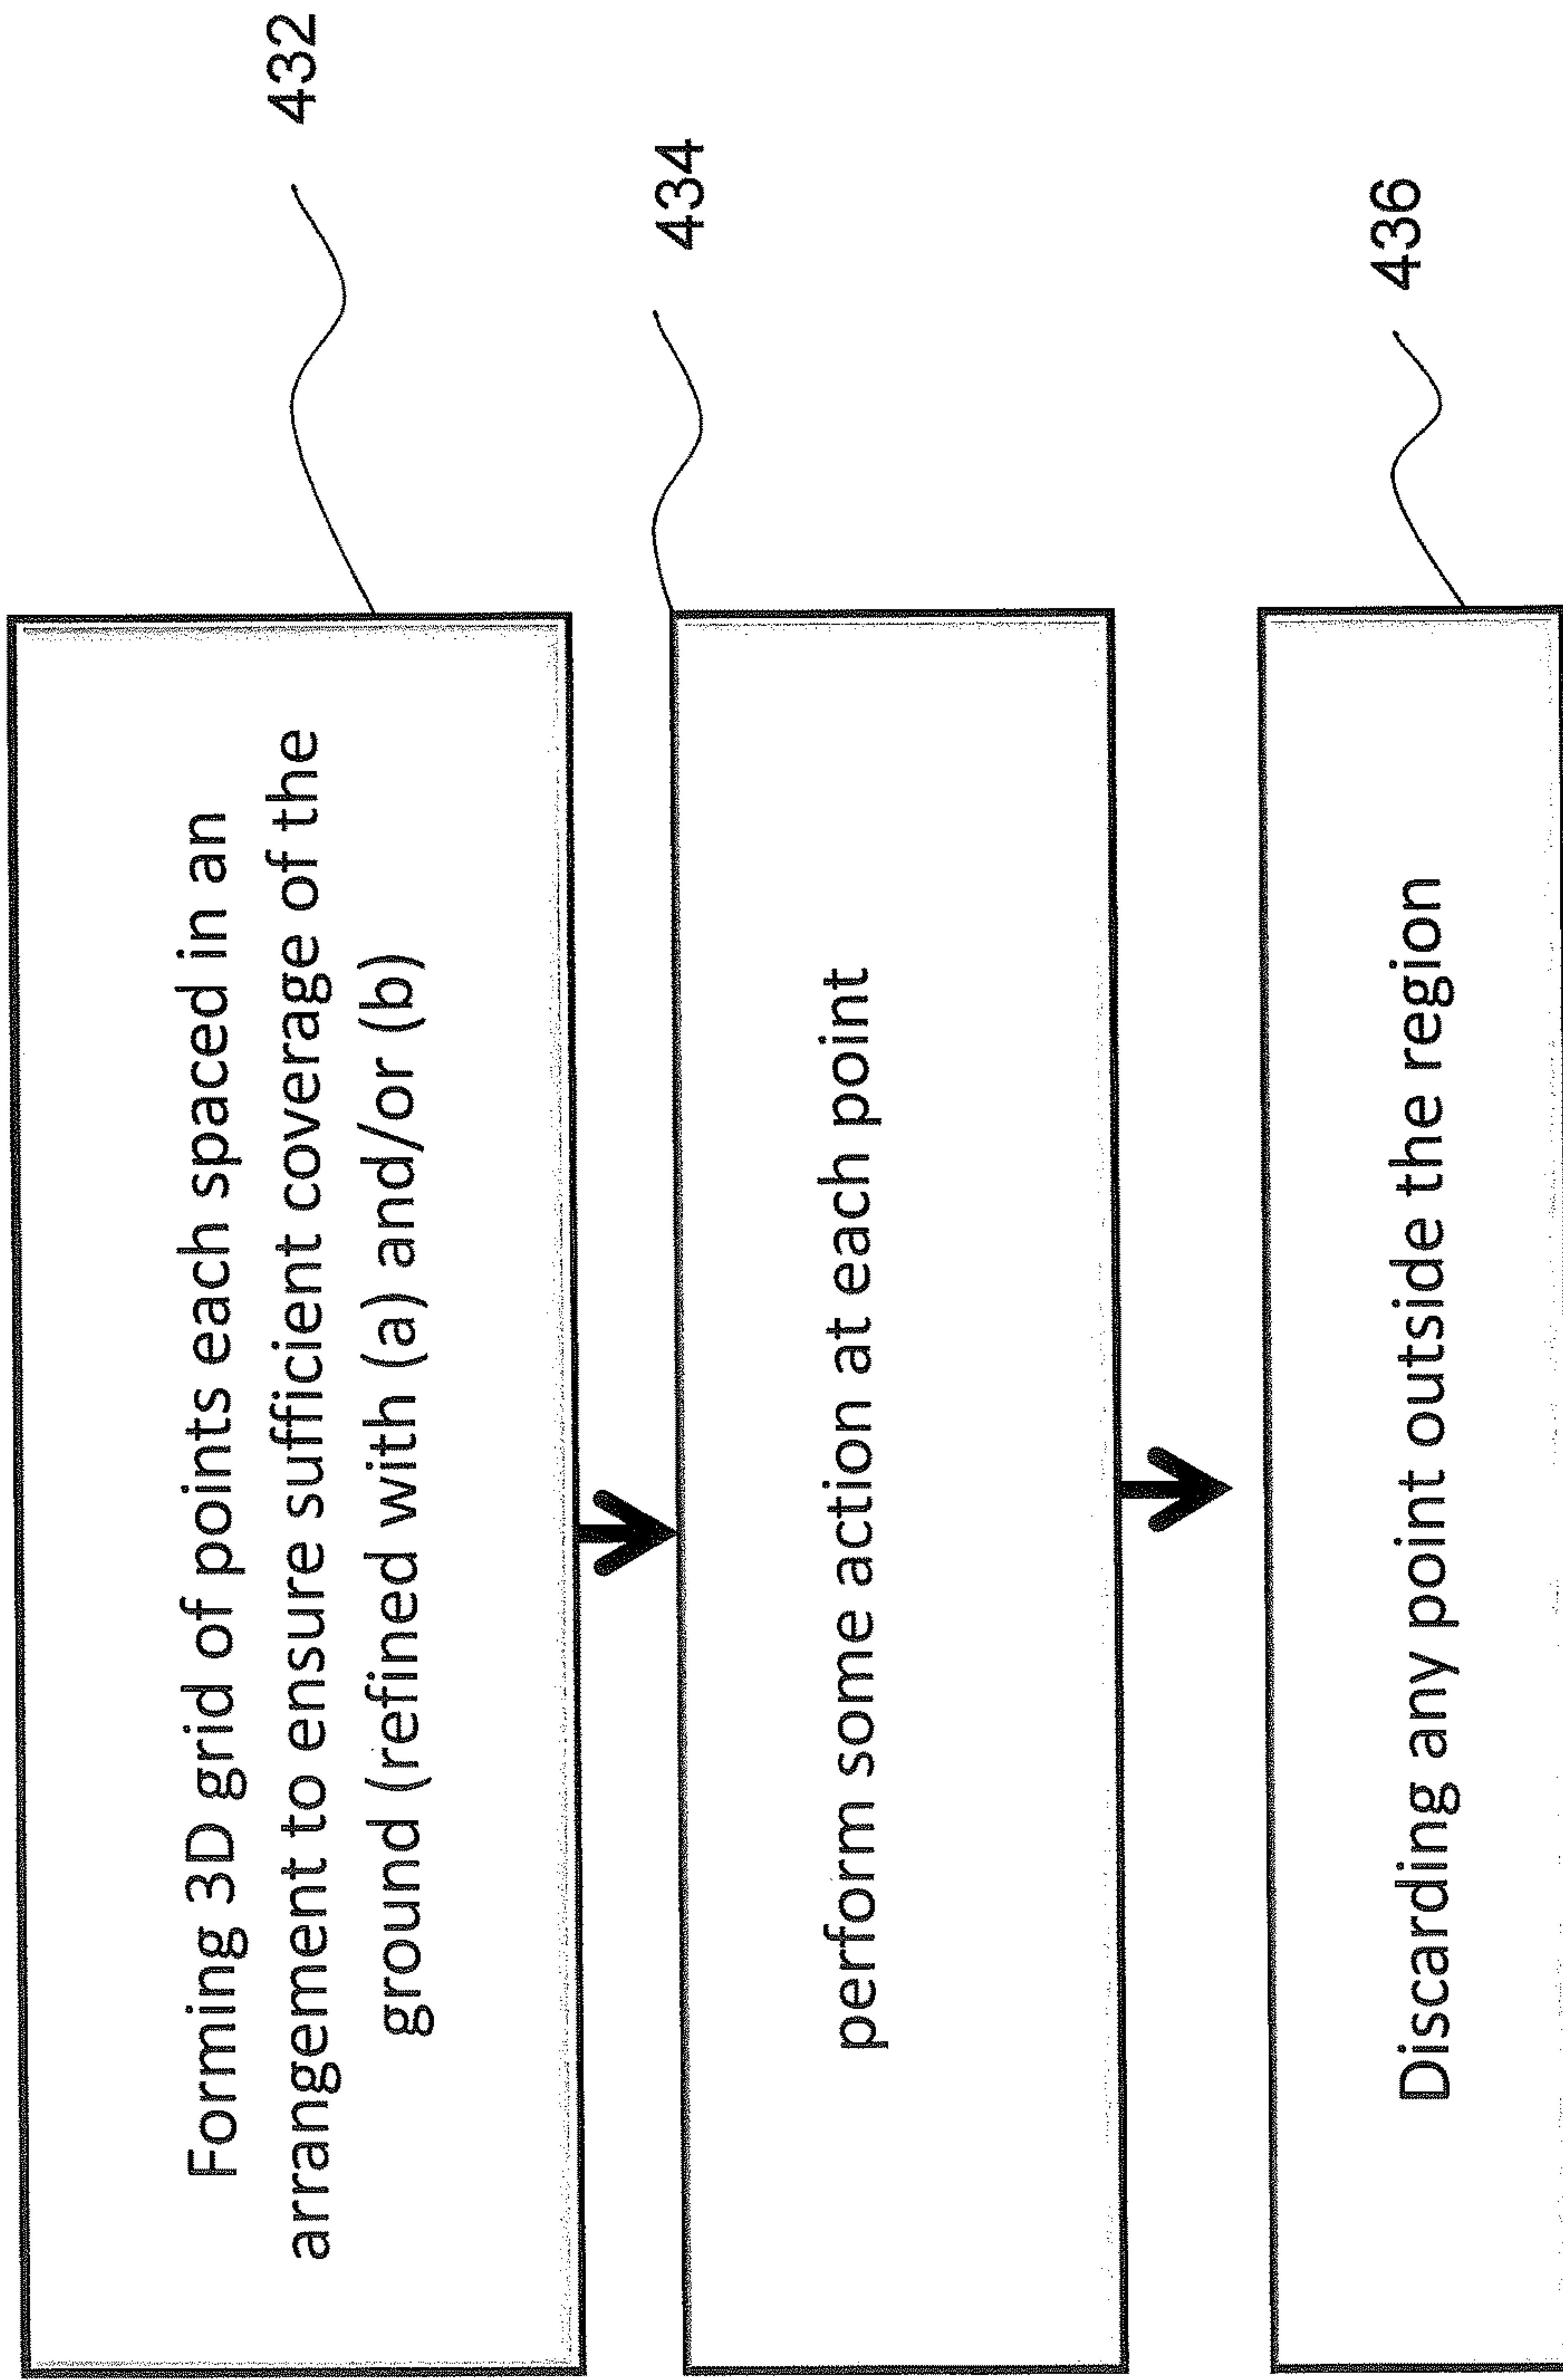 Forming 3D grid of points each spaced in an
arrangement to ensure sufficient coverage of the
ground (refined with (a) and/or (b)
432
perform some action at each point
434
Discarding any point outside the region
436